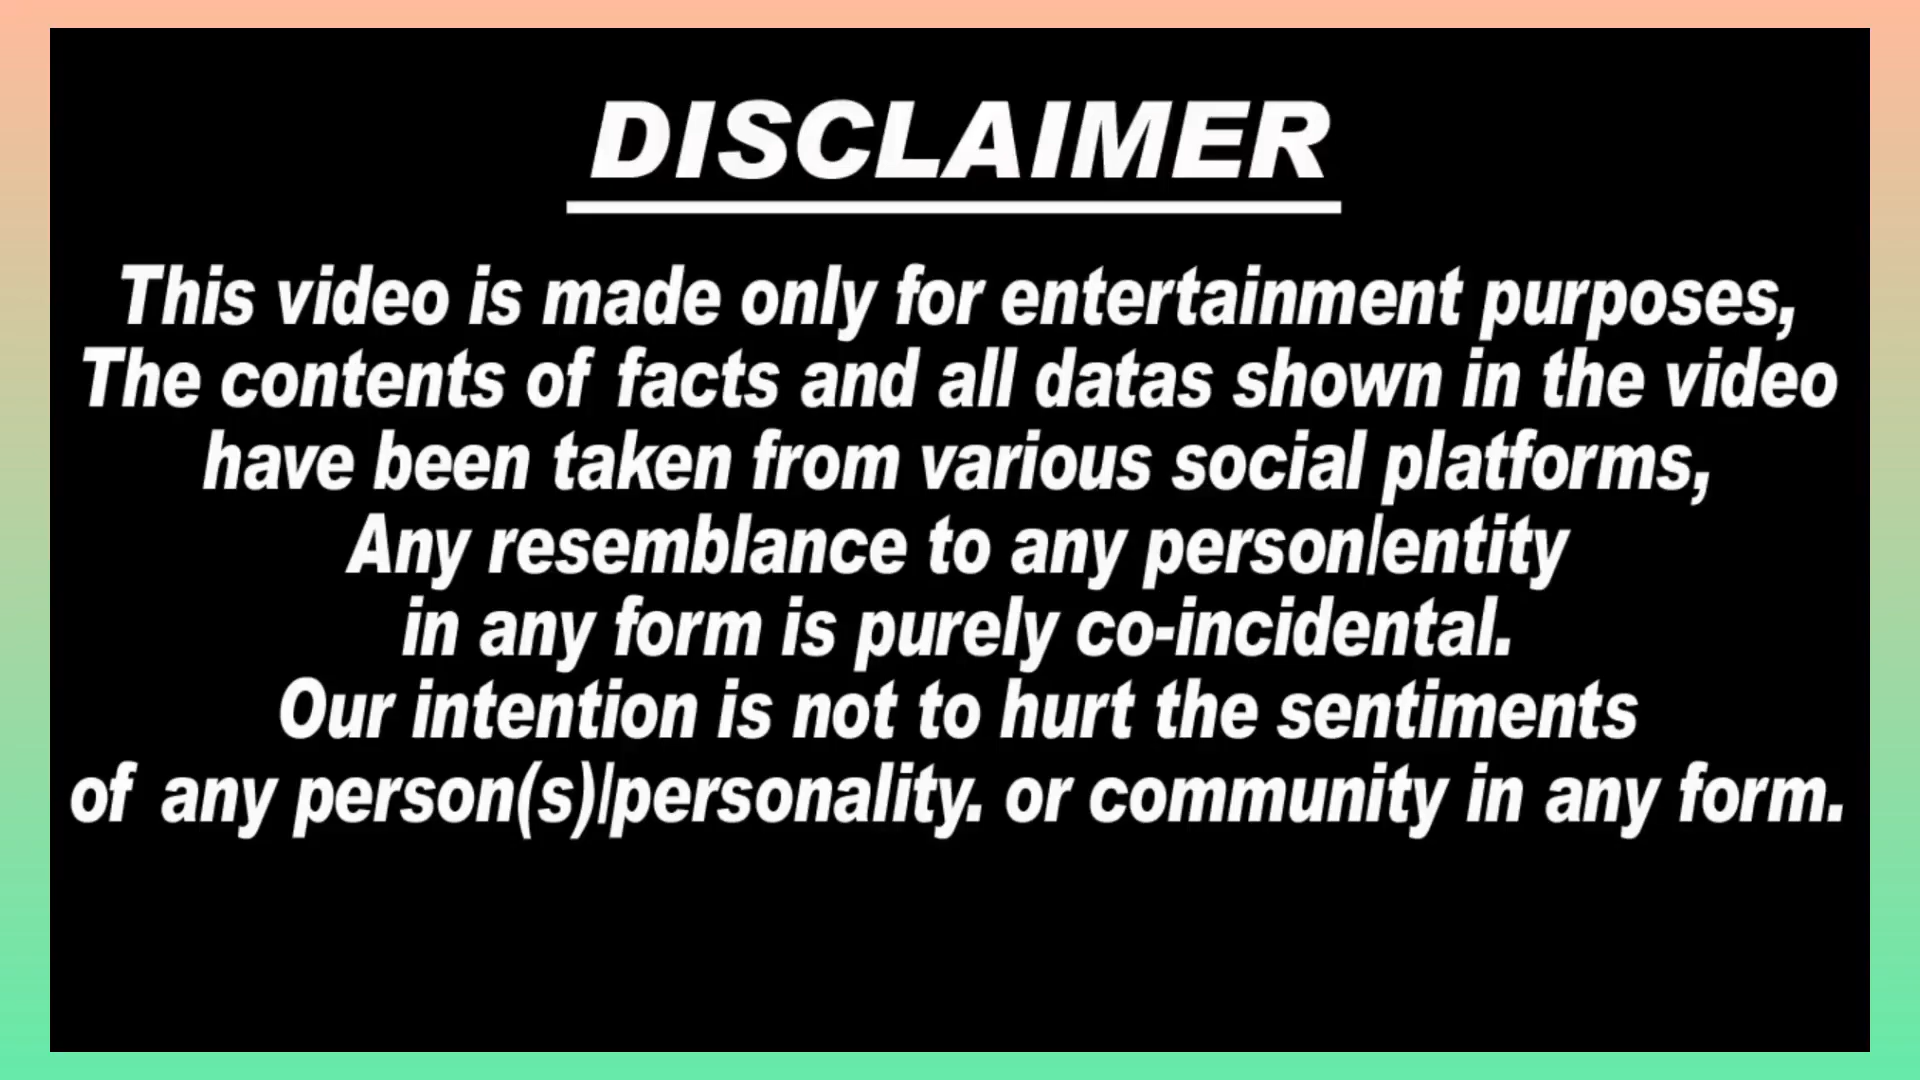 DISCLAIMER
This video is made only for entertainment purposes,
The contents of facts and all datas shown in the video
have been taken from various social platforms,
Any resemblance to any person|entity
in any form is purely co-incidental.
Our intention is not to hurt the sentiments
of any person(s)|personality. or community in any form.